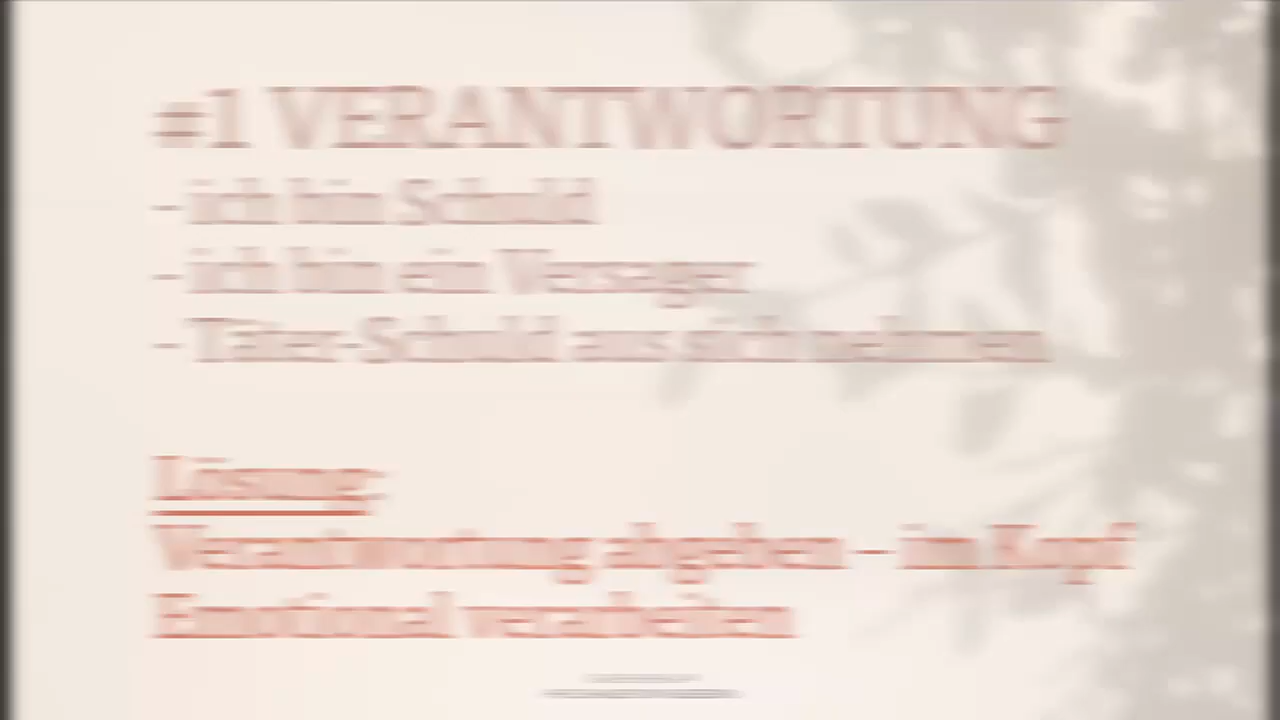 #1 VERANTWORTUNG
- ich bin Schuld
- ich bin ein Versager
- Täter-Schuld aus sich nehmen
Lösung:
Verantwortung abgeben - im Kopf
Emotional verarbeiten